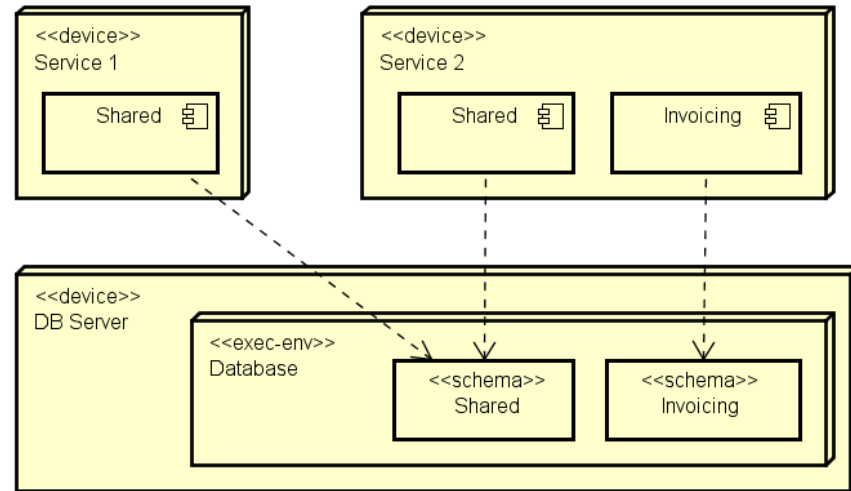 <<device>>
Service 1
Shared
<<device>>
Service 2
Shared
Invoicing
<<device>>
DB Server
<<exec-env>>
Database
<<schema>>
Shared
<<schema>>
Invoicing